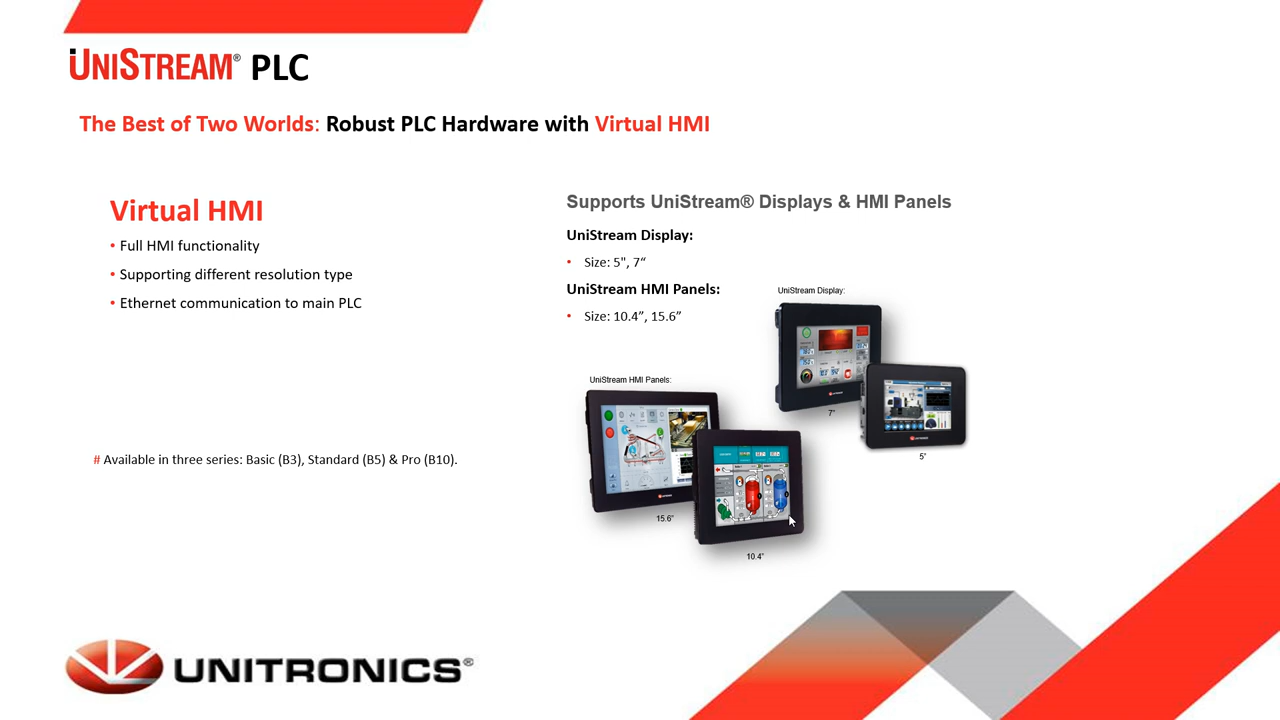 UNISTREAM® PLC
The Best of Two Worlds: Robust PLC Hardware with Virtual HMI
Virtual HMI
• Full HMI functionality
• Supporting different resolution type
• Ethernet communication to main PLC
# Available in three series: Basic (B3), Standard (B5) & Pro (B10).
Supports UniStream® Displays & HMI Panels
UniStream Display:
• Size: 5", 7“
UniStream HMI Panels:
• Size: 10.4”, 15.6”
UniStream Display:
7"
5"
UniStream HMI Panels:
15.6"
10.4"
UNITRONICS®